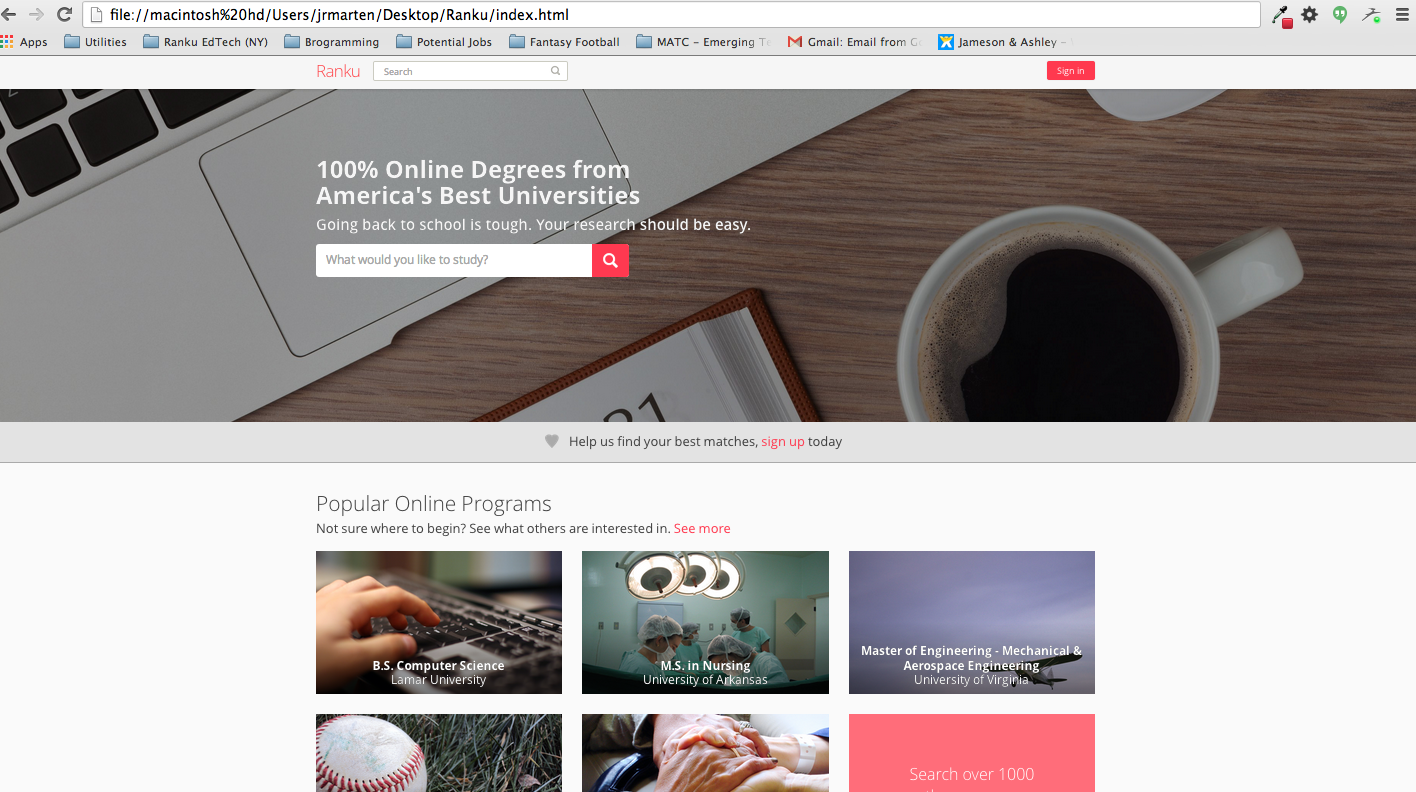 file://macintosh%20hd/Users/jrmarten/Desktop/Ranku/index.html
Apps Utilities Ranku EdTech (NY) Brogramming Potential Jobs Fantasy Football MATC – Emerging Gmail: Email from Jameson & Ashley –
Ranku Search Sign in
100% Online Degrees from
America's Best Universities
Going back to school is tough. Your research should be easy.
What would you like to study?
21
Help us find your best matches, sign up today
Popular Online Programs
Not sure where to begin? See what others are interested in. See more
B.S. Computer Science
Lamar University
M.S. in Nursing
University of Arkansas
Master of Engineering - Mechanical &
Aerospace Engineering
University of Virginia
Search over 1000